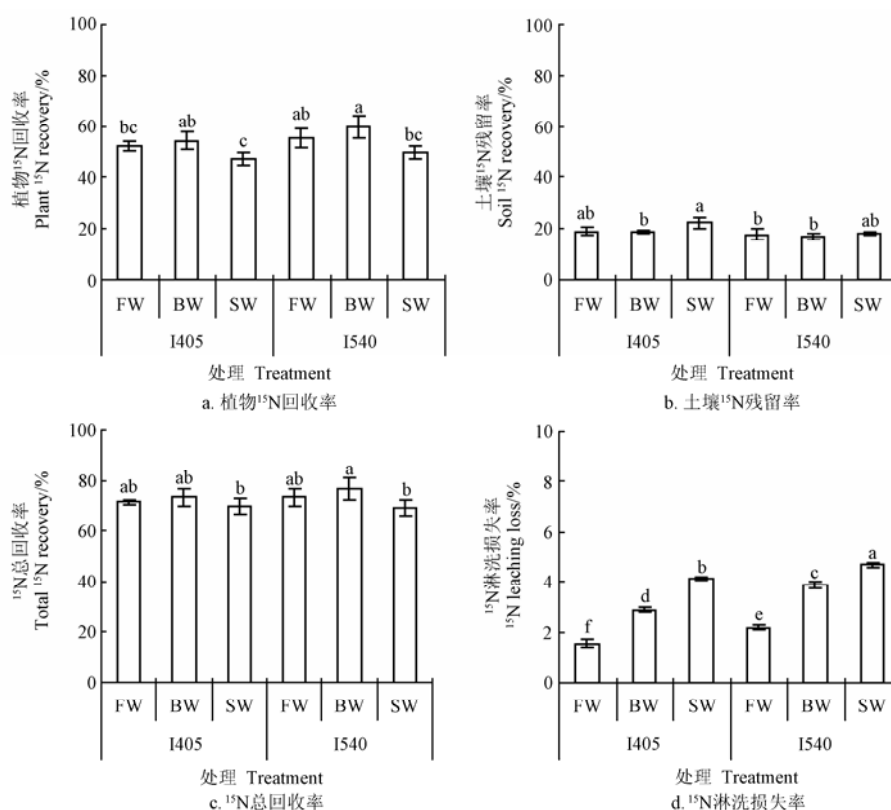 植物¹⁵N回收率
Plant ¹⁵N recovery/%
100
80
60
40
20
0
bc
ab
c
ab
a
bc
FW BW SW FW BW SW
I405 I540
处理 Treatment
a. 植物¹⁵N回收率
土壤¹⁵N残留率
Soil ¹⁵N recovery/%
100
80
60
40
20
0
ab
b
a
b
b
ab
FW BW SW FW BW SW
I405 I540
处理 Treatment
b. 土壤¹⁵N残留率
¹⁵N总回收率
Total ¹⁵N recovery/%
100
80
60
40
20
0
ab
ab
b
ab
a
b
FW BW SW FW BW SW
I405 I540
处理 Treatment
c. ¹⁵N总回收率
¹⁵N淋洗损失率
¹⁵N leaching loss/%
10
8
6
4
2
0
f
d
b
e
c
a
FW BW SW FW BW SW
I405 I540
处理 Treatment
d. ¹⁵N淋洗损失率